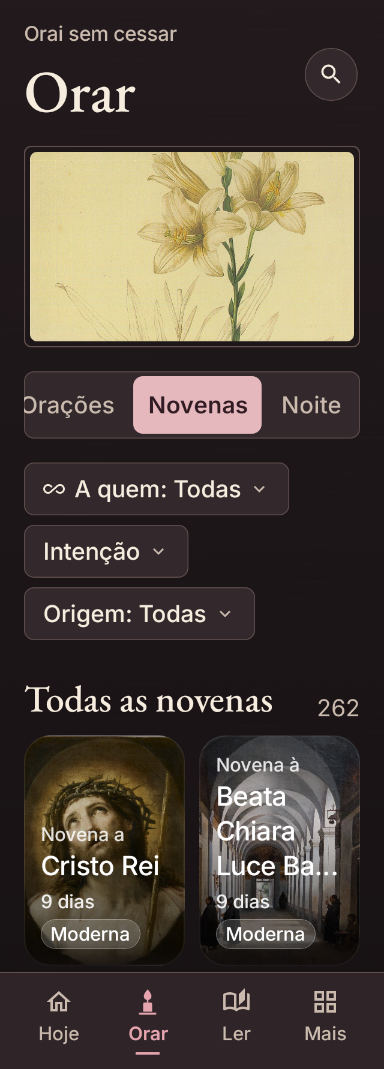 Orai sem cessar
Orar
Orações
Novenas
Noite
A quem: Todas
Intenção
Origem: Todas
Todas as novenas
262
Novena a
Cristo Rei
9 dias
Moderna
Novena à
Beata
Chiara
Luce Ba...
9 dias
Moderna
Hoje
Orar
Ler
Mais